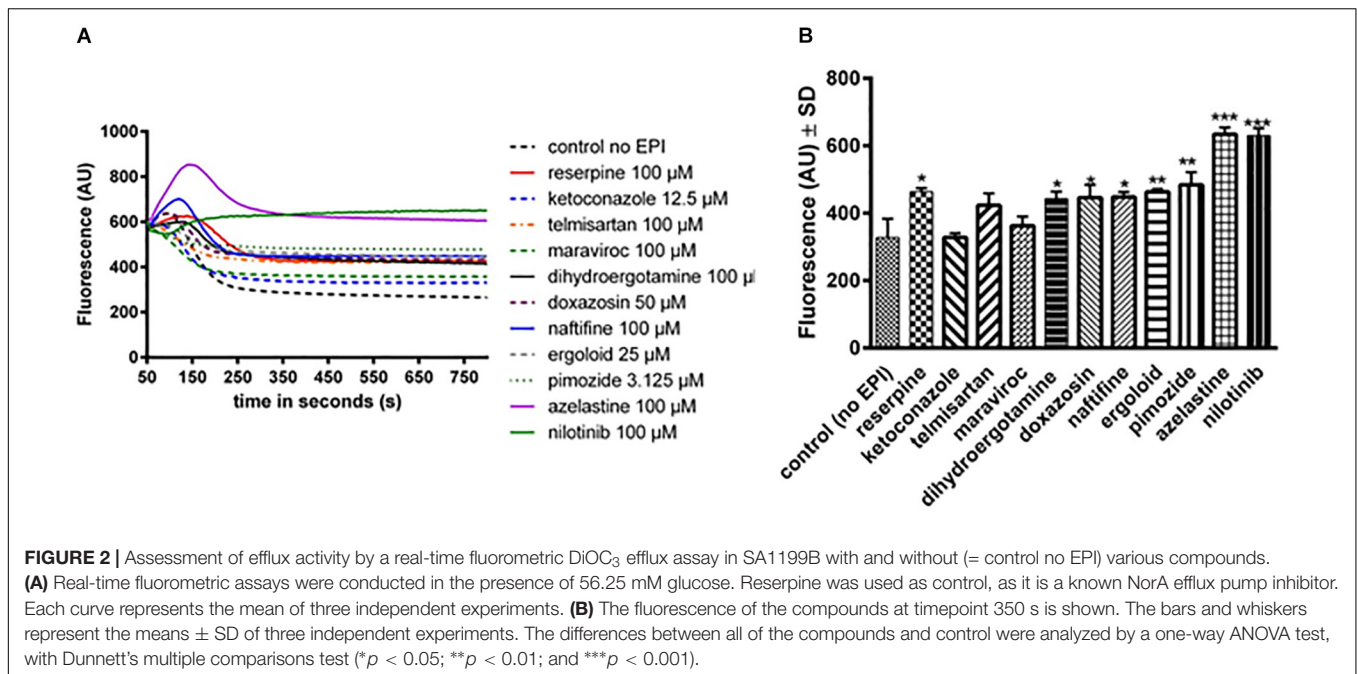 A
Fluorescence (AU)
1000
800
600
400
200
0
50 150 250 350 450 550 650 750
time in seconds (s)
control no EPI
reserpine 100 µM
ketoconazole 12.5 µM
telmisartan 100 µM
maraviroc 100 µM
dihydroergotamine 100 µ
doxazosin 50 µM
naftifine 100 µM
ergoloid 25 µM
pimozide 3.125 µM
azelastine 100 µM
nilotinib 100 µM
B
Fluorescence (AU) ± SD
800
600
400
200
0
* * * * ** ** *** ***
control (no EPI)
reserpine
ketoconazole
telmisartan
maraviroc
dihydroergotamine
doxazosin
naftifine
ergoloid
pimozide
azelastine
nilotinib
FIGURE 2 | Assessment of efflux activity by a real-time fluorometric DiOC₃ efflux assay in SA1199B with and without (= control no EPI) various compounds.
(A) Real-time fluorometric assays were conducted in the presence of 56.25 mM glucose. Reserpine was used as control, as it is a known NorA efflux pump inhibitor.
Each curve represents the mean of three independent experiments. (B) The fluorescence of the compounds at timepoint 350 s is shown. The bars and whiskers
represent the means ± SD of three independent experiments. The differences between all of the compounds and control were analyzed by a one-way ANOVA test,
with Dunnett's multiple comparisons test (*p < 0.05; **p < 0.01; and ***p < 0.001).